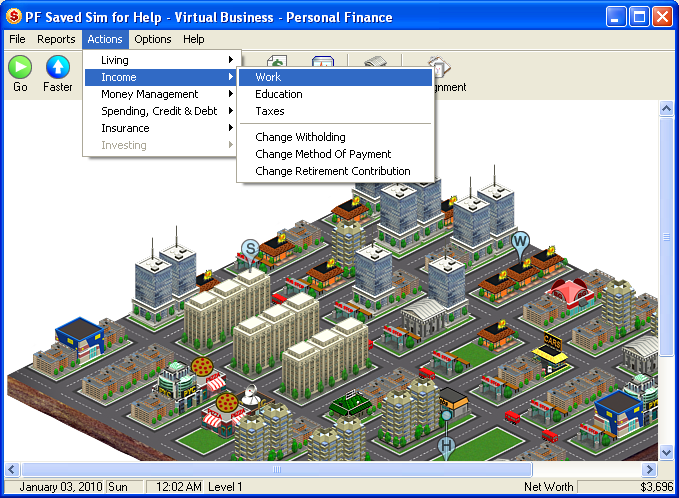 PF Saved Sim for Help - Virtual Business - Personal Finance
File Reports Actions Options Help
Go Faster
Living
Income
Money Management
Spending, Credit & Debt
Insurance
Investing
Work
Education
Taxes
Change Witholding
Change Method Of Payment
Change Retirement Contribution
S
W
CARS
H
January 03, 2010 Sun 12:02 AM Level 1 Net Worth $3,696